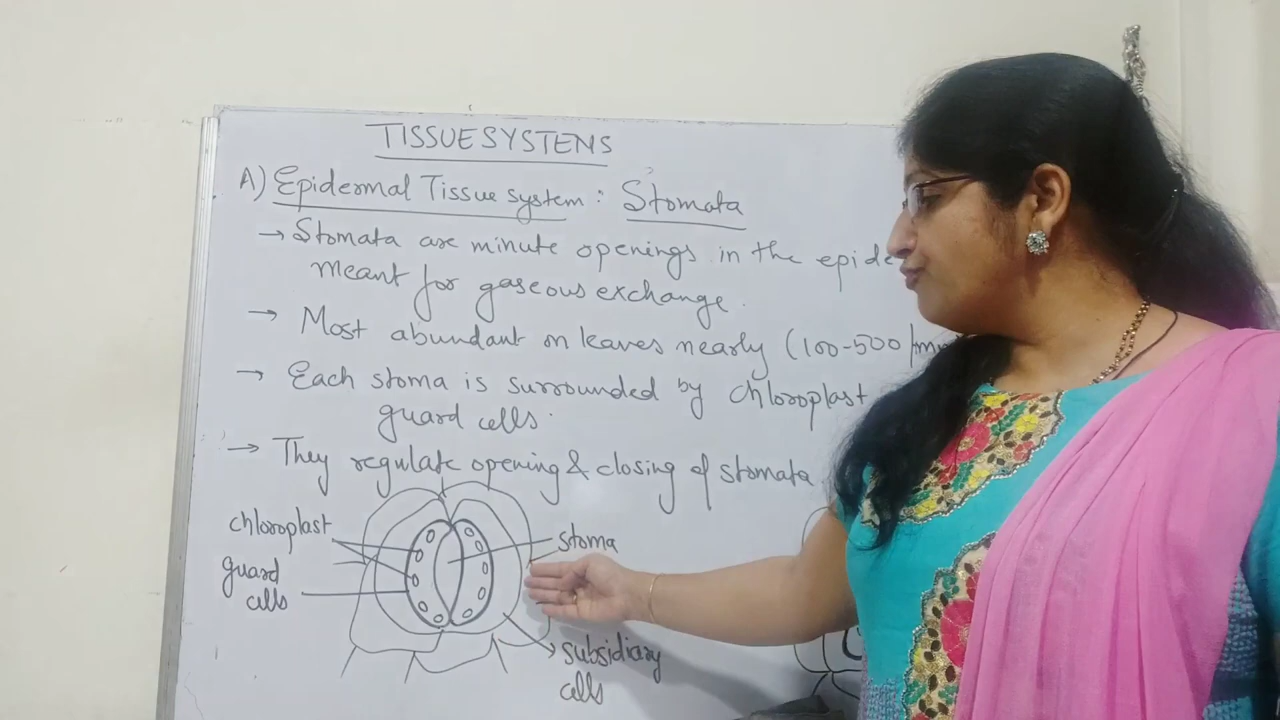 TISSUE SYSTEMS
A) Epidermal Tissue system : Stomata
→ Stomata are minute openings in the epide
meant for gaseous exchange.
→ Most abundant on leaves nearly (100-500/mm
→ Each stoma is surrounded by chloroplast
guard cells.
→ They regulate opening & closing of stomata
chloroplast
stoma
guard
cells
subsidiary
cells